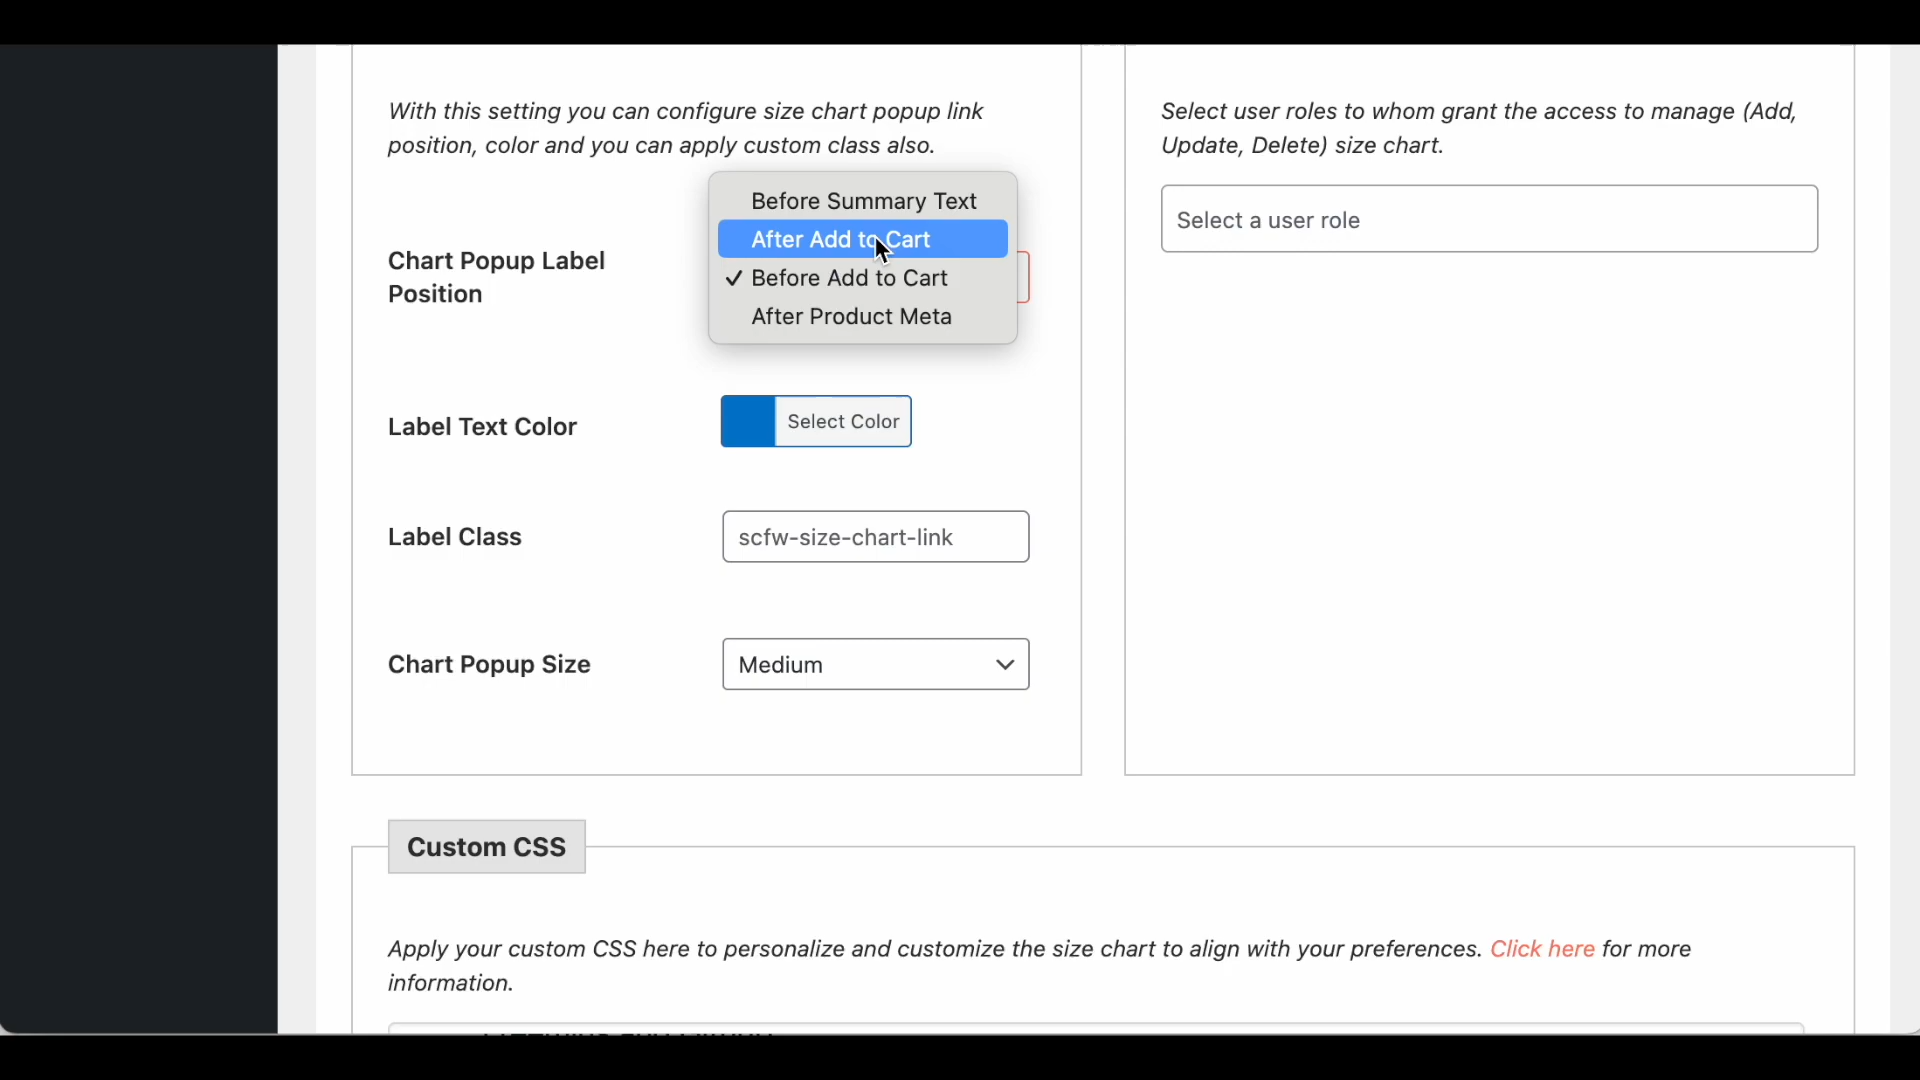 With this setting you can configure size chart popup link
position, color and you can apply custom class also.
Chart Popup Label
Position
Before Summary Text
After Add to Cart
✓ Before Add to Cart
After Product Meta
Label Text Color
Select Color
Label Class
scfw-size-chart-link
Chart Popup Size
Medium
Select user roles to whom grant the access to manage (Add,
Update, Delete) size chart.
Select a user role
Custom CSS
Apply your custom CSS here to personalize and customize the size chart to align with your preferences. Click here for more
information.